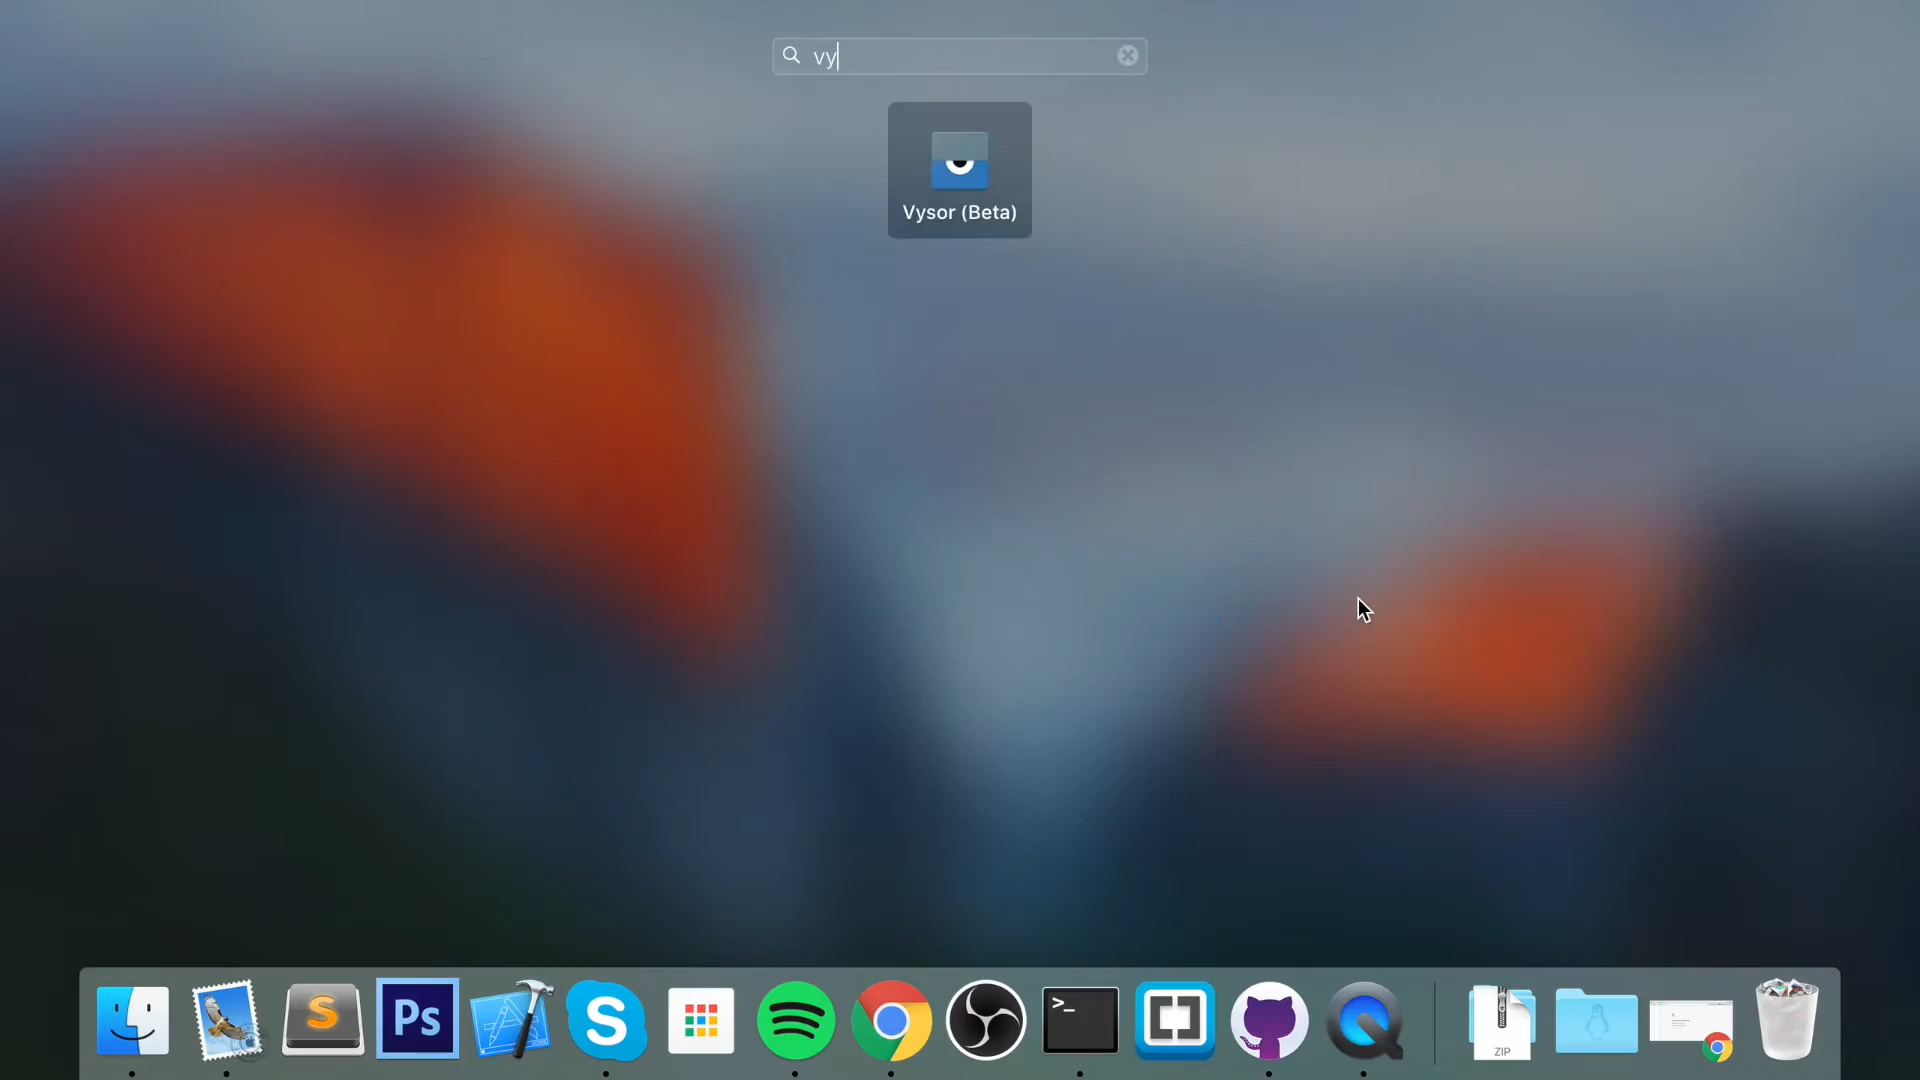 vy
Vysor (Beta)
S
Ps
S
>_
ZIP